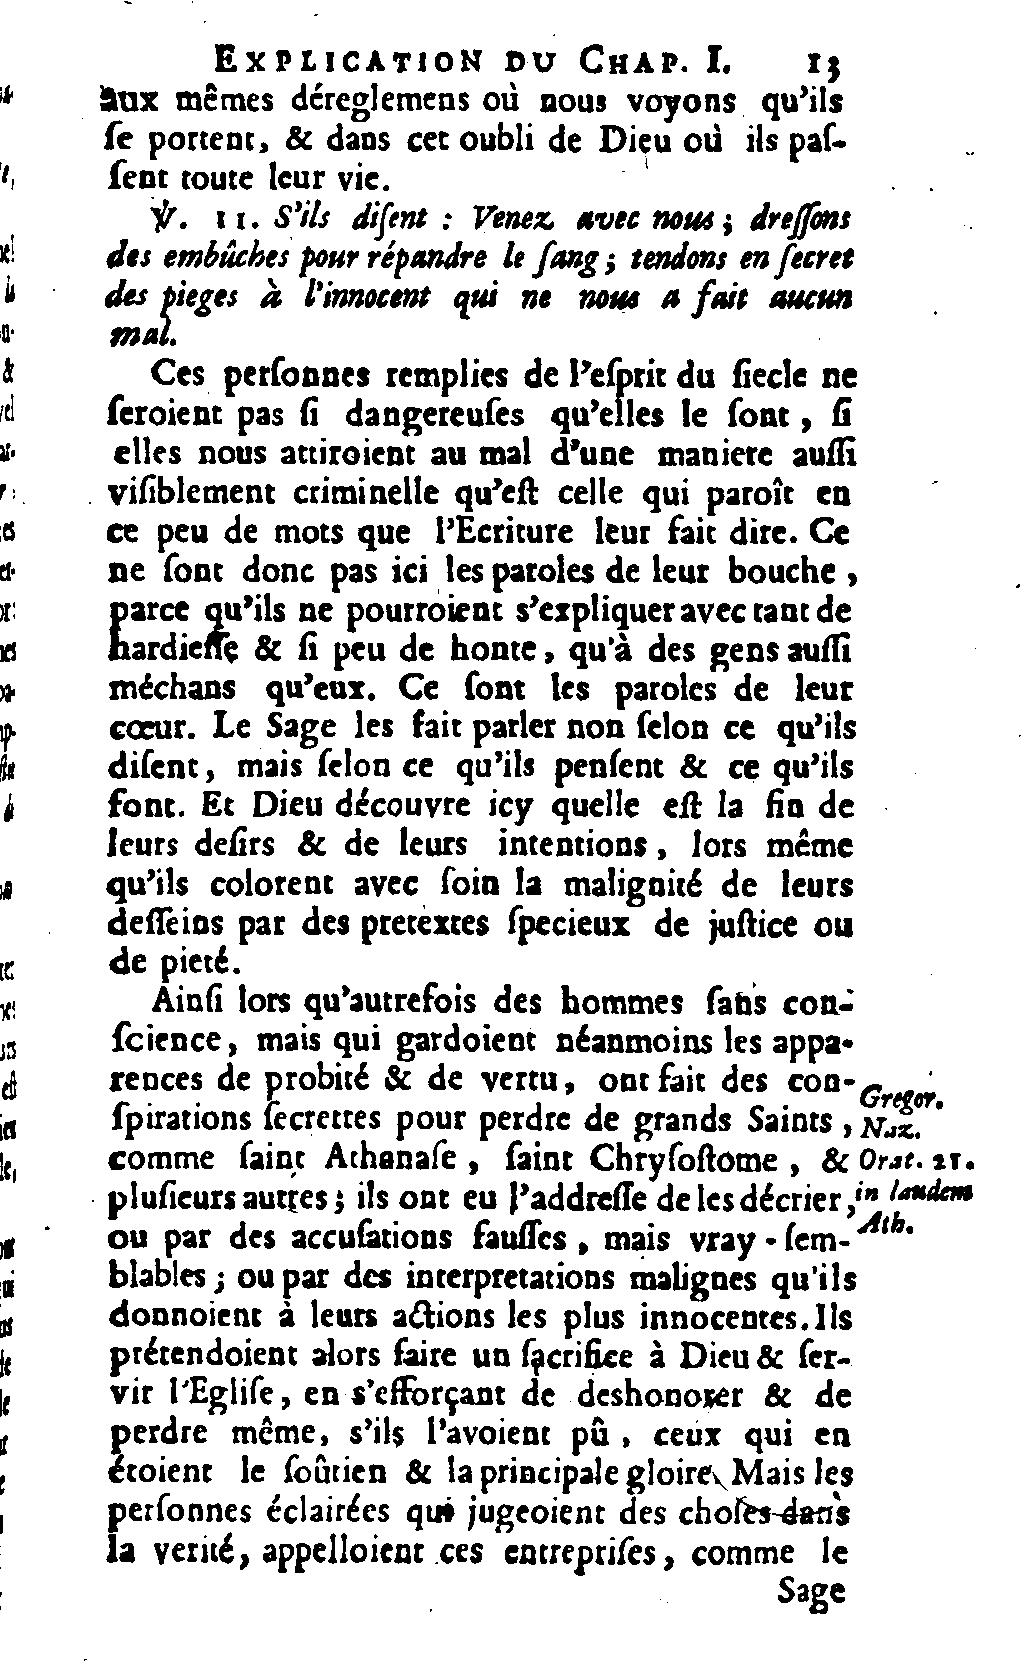 EXPLICATION DU CHAP. I. 13
aux mêmes déreglemens où nous voyons qu'ils
ſe portent, & dans cet oubli de Dieu où ils paſ-
ſent toute leur vie.
℣. 11. S'ils diſent : Venez avec nous ; dreſſons
des embûches pour répandre le ſang ; tendons en ſecret
des pieges à l'innocent qui ne nous a fait aucun
mal.
Ces perſonnes remplies de l'eſprit du ſiecle ne
ſeroient pas ſi dangereuſes qu'elles le ſont, ſi
elles nous attiroient au mal d'une maniere auſſi
viſiblement criminelle qu'eſt celle qui paroît en
ce peu de mots que l'Ecriture leur fait dire. Ce
ne ſont donc pas ici les paroles de leur bouche,
parce qu'ils ne pourroient s'expliquer avec tant de
hardieſſe & ſi peu de honte, qu'à des gens auſſi
méchans qu'eux. Ce ſont les paroles de leur
cœur. Le Sage les fait parler non ſelon ce qu'ils
diſent, mais ſelon ce qu'ils penſent & ce qu'ils
font. Et Dieu découvre icy quelle eſt la fin de
leurs deſirs & de leurs intentions, lors même
qu'ils colorent avec ſoin la malignité de leurs
deſſeins par des pretextes ſpecieux de juſtice ou
de pieté.
Ainſi lors qu'autrefois des hommes ſans con-
ſcience, mais qui gardoient néanmoins les appa-
rences de probité & de vertu, ont fait des con-
ſpirations ſecrettes pour perdre de grands Saints,
comme ſaint Athanaſe, ſaint Chryſoſtome, &
pluſieurs autres ; ils ont eu l'addreſſe de les décrier,
ou par des accuſations fauſſes, mais vray-ſem-
blables ; ou par des interpretations malignes qu'ils
donnoient à leurs actions les plus innocentes. Ils
prétendoient alors faire un ſacrifice à Dieu & ſer-
vir l'Egliſe, en s'efforçant de deshonorer & de
perdre même, s'ils l'avoient pû, ceux qui en
étoient le ſoûtien & la principale gloire. Mais les
perſonnes éclairées qui jugeoient des choſes dans
la verité, appelloient ces entrepriſes, comme le
Sage
Gregor.
Naz.
Orat. 21.
in laudem
Ath.